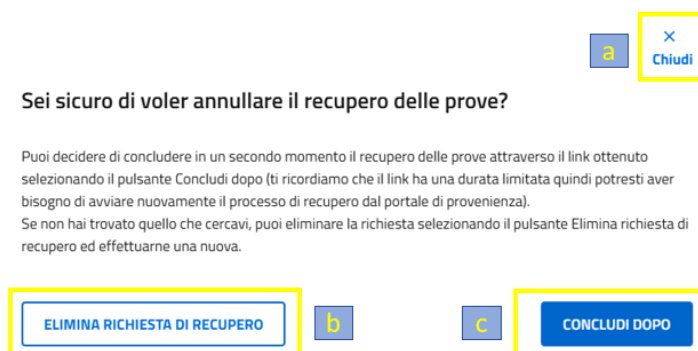 a
×
Chiudi
Sei sicuro di voler annullare il recupero delle prove?
Puoi decidere di concludere in un secondo momento il recupero delle prove attraverso il link ottenuto
selezionando il pulsante Concludi dopo (ti ricordiamo che il link ha una durata limitata quindi potresti aver
bisogno di avviare nuovamente il processo di recupero dal portale di provenienza).
Se non hai trovato quello che cercavi, puoi eliminare la richiesta selezionando il pulsante Elimina richiesta di
recupero ed effettuarne una nuova.
ELIMINA RICHIESTA DI RECUPERO
b
c
CONCLUDI DOPO